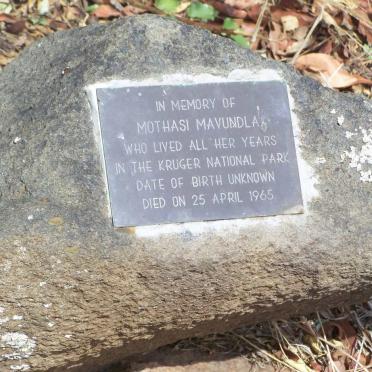 IN MEMORY OF
MOTHASI MAVUNDLA
WHO LIVED ALL HER YEARS
IN THE KRUGER NATIONAL PARK
DATE OF BIRTH UNKNOWN
DIED ON 25 APRIL 1965